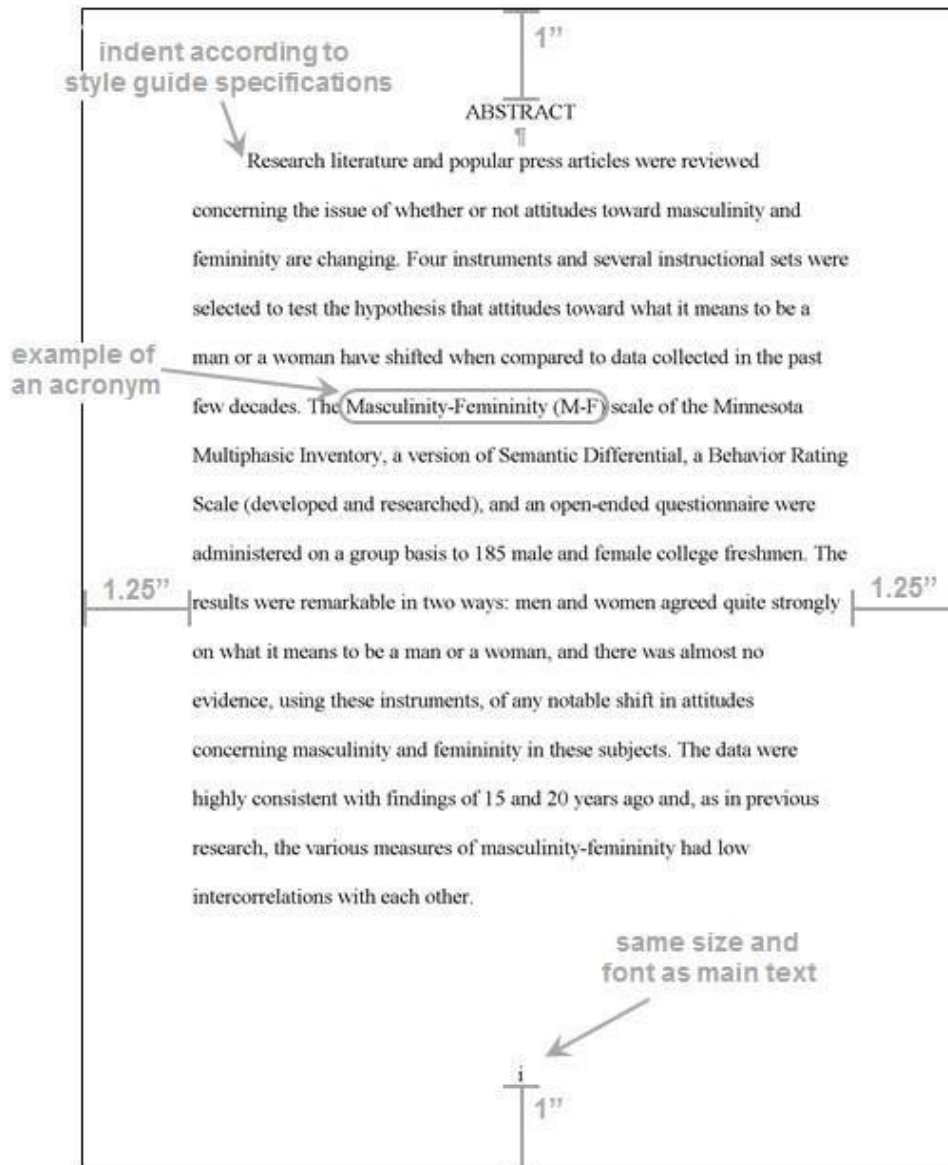 1”
indent according to
style guide specifications
ABSTRACT
¶
Research literature and popular press articles were reviewed
concerning the issue of whether or not attitudes toward masculinity and
femininity are changing. Four instruments and several instructional sets were
selected to test the hypothesis that attitudes toward what it means to be a
example of
an acronym
man or a woman have shifted when compared to data collected in the past
few decades. The Masculinity-Femininity (M-F) scale of the Minnesota
Multiphasic Inventory, a version of Semantic Differential, a Behavior Rating
Scale (developed and researched), and an open-ended questionnaire were
administered on a group basis to 185 male and female college freshmen. The
1.25” results were remarkable in two ways: men and women agreed quite strongly 1.25”
on what it means to be a man or a woman, and there was almost no
evidence, using these instruments, of any notable shift in attitudes
concerning masculinity and femininity in these subjects. The data were
highly consistent with findings of 15 and 20 years ago and, as in previous
research, the various measures of masculinity-femininity had low
intercorrelations with each other.
same size and
font as main text
i
1”